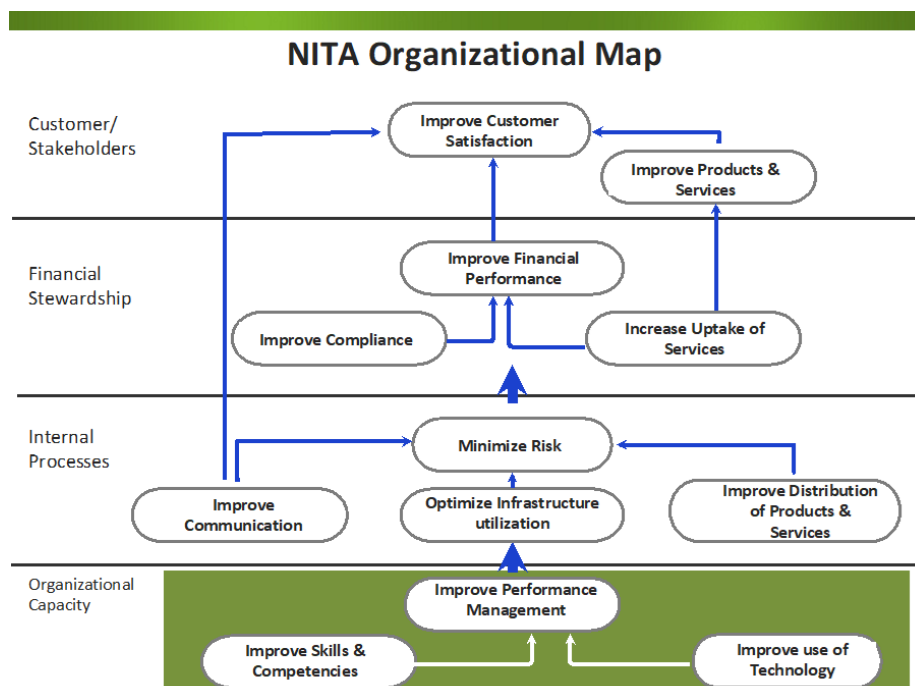 NITA Organizational Map
Customer/
Stakeholders
Improve Customer
Satisfaction
Improve Products &
Services
Financial
Stewardship
Improve Financial
Performance
Improve Compliance
Increase Uptake of
Services
Internal
Processes
Minimize Risk
Improve
Communication
Optimize Infrastructure
utilization
Improve Distribution
of Products &
Services
Organizational
Capacity
Improve Performance
Management
Improve Skills &
Competencies
Improve use of
Technology